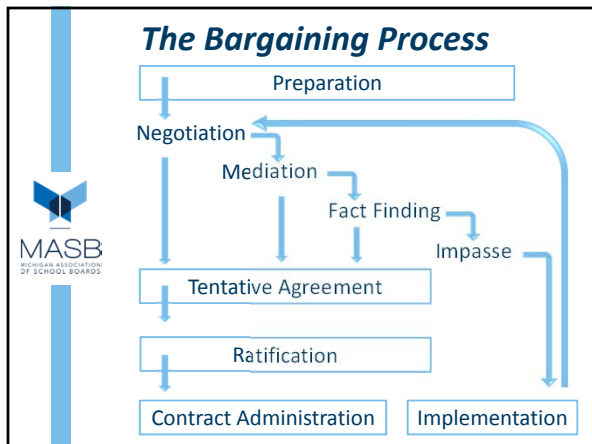 The Bargaining Process
Preparation
Negotiation
Mediation
Fact Finding
Impasse
MASB
MICHIGAN ASSOCIATION
OF SCHOOL BOARDS
Tentative Agreement
Ratification
Contract Administration
Implementation